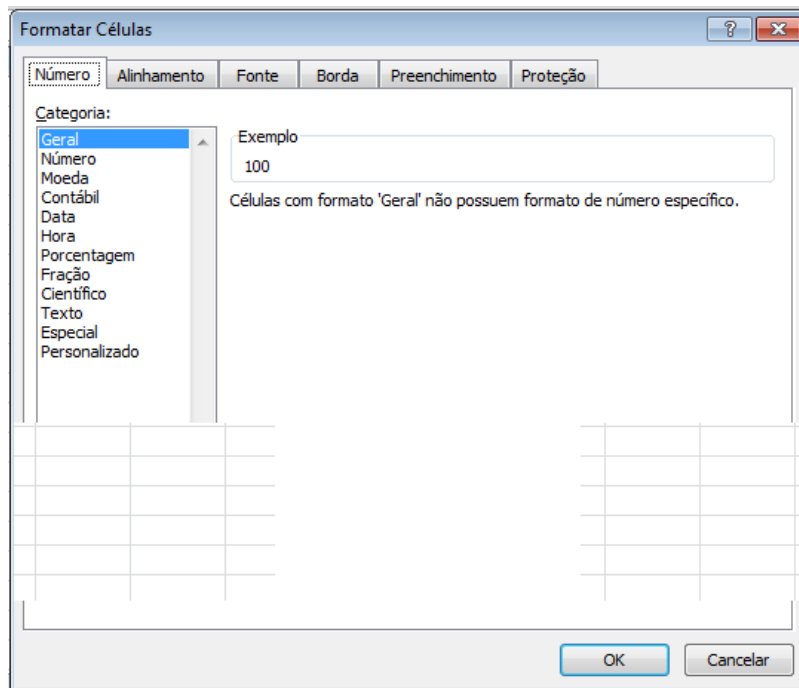 Formatar Células
Número Alinhamento Fonte Borda Preenchimento Proteção
Categoria:
Geral
Número
Moeda
Contábil
Data
Hora
Porcentagem
Fração
Científico
Texto
Especial
Personalizado
Exemplo
100
Células com formato 'Geral' não possuem formato de número específico.
OK Cancelar